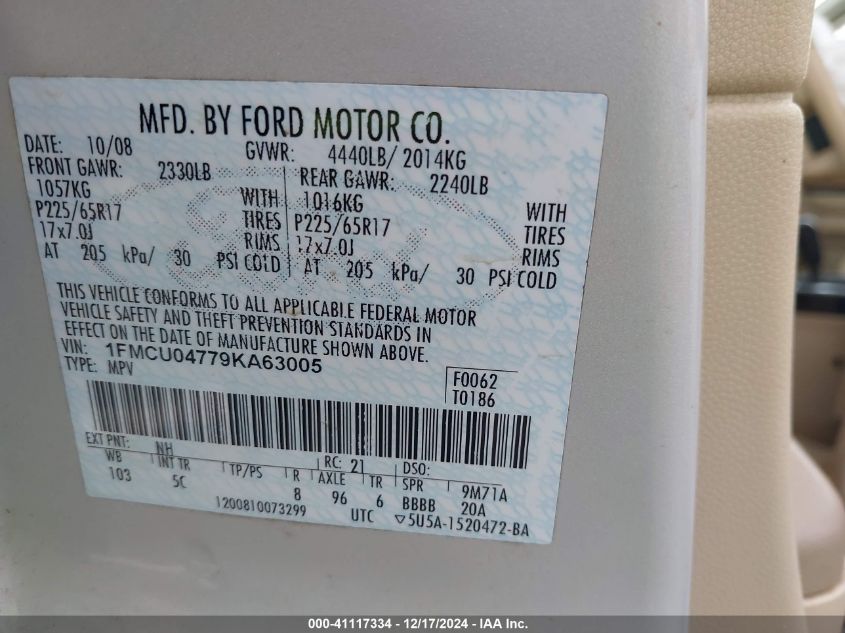 MFD. BY FORD MOTOR CO.
DATE: 10/08 GVWR: 4440LB/ 2014KG
FRONT GAWR: 2330LB REAR GAWR: 2240LB
1057KG WITH 1016KG WITH
P225/65R17 TIRES P225/65R17 TIRES
17x7.0J RIMS 17x7.0J RIMS
AT 205 kPa/ 30 PSI COLD AT 205 kPa/ 30 PSI COLD
THIS VEHICLE CONFORMS TO ALL APPLICABLE FEDERAL MOTOR
VEHICLE SAFETY AND THEFT PREVENTION STANDARDS IN
EFFECT ON THE DATE OF MANUFACTURE SHOWN ABOVE.
VIN: 1FMCU04779KA63005
TYPE: MPV
F0062
T0186
EXT PNT: NH RC: 21 DSO:
WB INT TR TP/PS R AXLE TR SPR 9M71A
103 5C 8 96 6 BBBB 20A
1200810073299 UTC ▽5U5A-1520472-BA
000-41117334 / 12/17/2024 - IAA Inc.